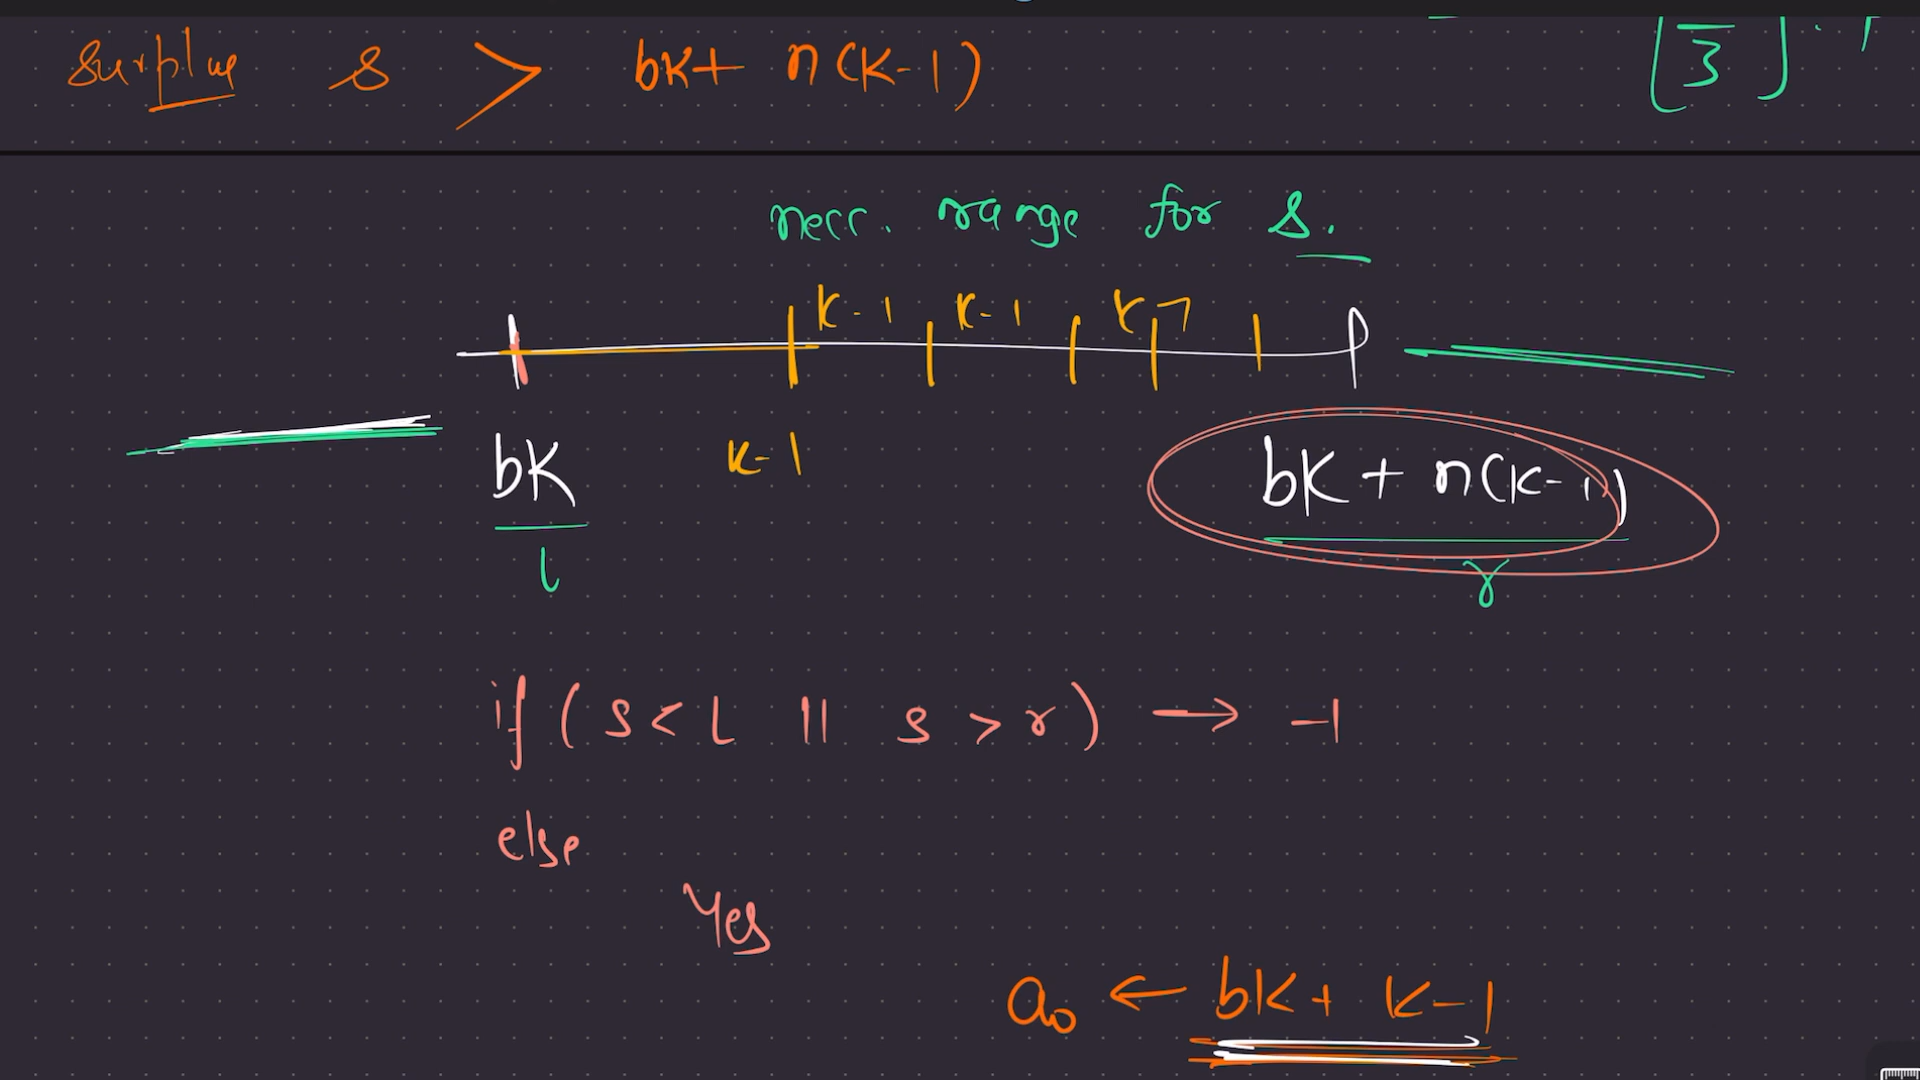 surplus s > bk + n(k-1)
3
necc. range for s.
k-1 k-1
bk k-1 bk + n(k-1)
l r
if (s < l || s > r) → -1
else
Yes
a₀ ← bk + k-1